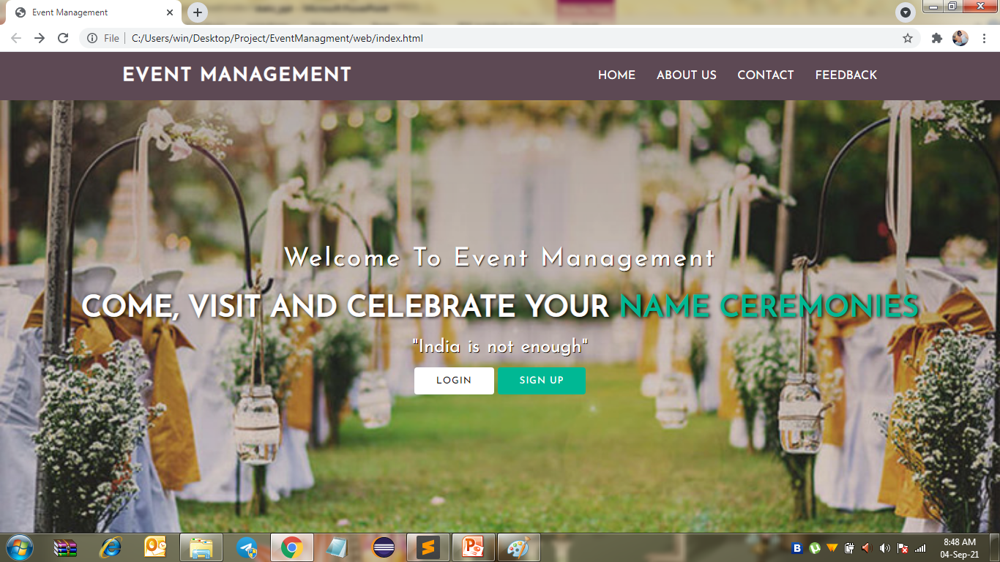 Event Management
File
C:/Users/win/Desktop/Project/EventManagment/web/index.html
EVENT MANAGEMENT
HOME ABOUT US CONTACT FEEDBACK
Welcome To Event Management
COME, VISIT AND CELEBRATE YOUR NAME CEREMONIES
"India is not enough"
LOGIN SIGN UP
8:48 AM
04-Sep-21